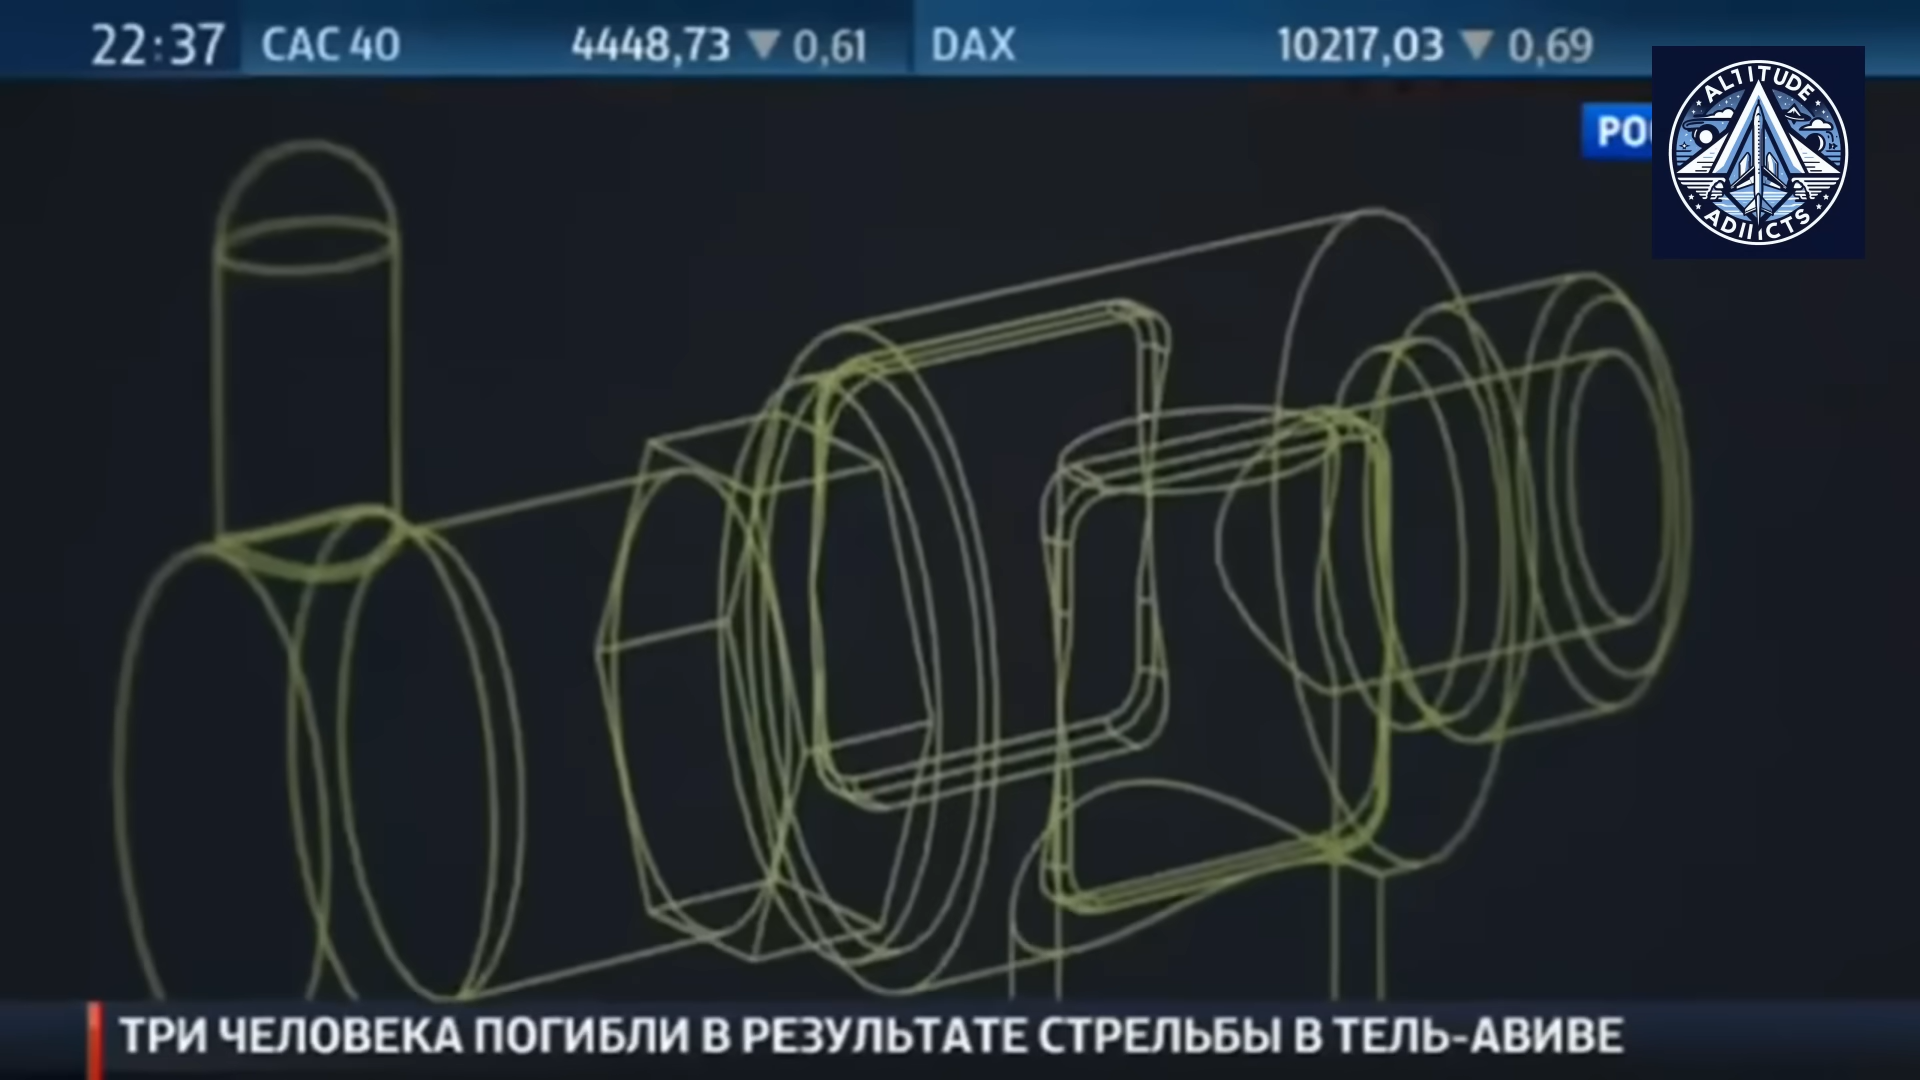 22:37 CAC 40 4448,73 ▼ 0,61 DAX 10217,03 ▼ 0,69
РО
ALTITUDE
ADIICTS
ТРИ ЧЕЛОВЕКА ПОГИБЛИ В РЕЗУЛЬТАТЕ СТРЕЛЬБЫ В ТЕЛЬ-АВИВЕ